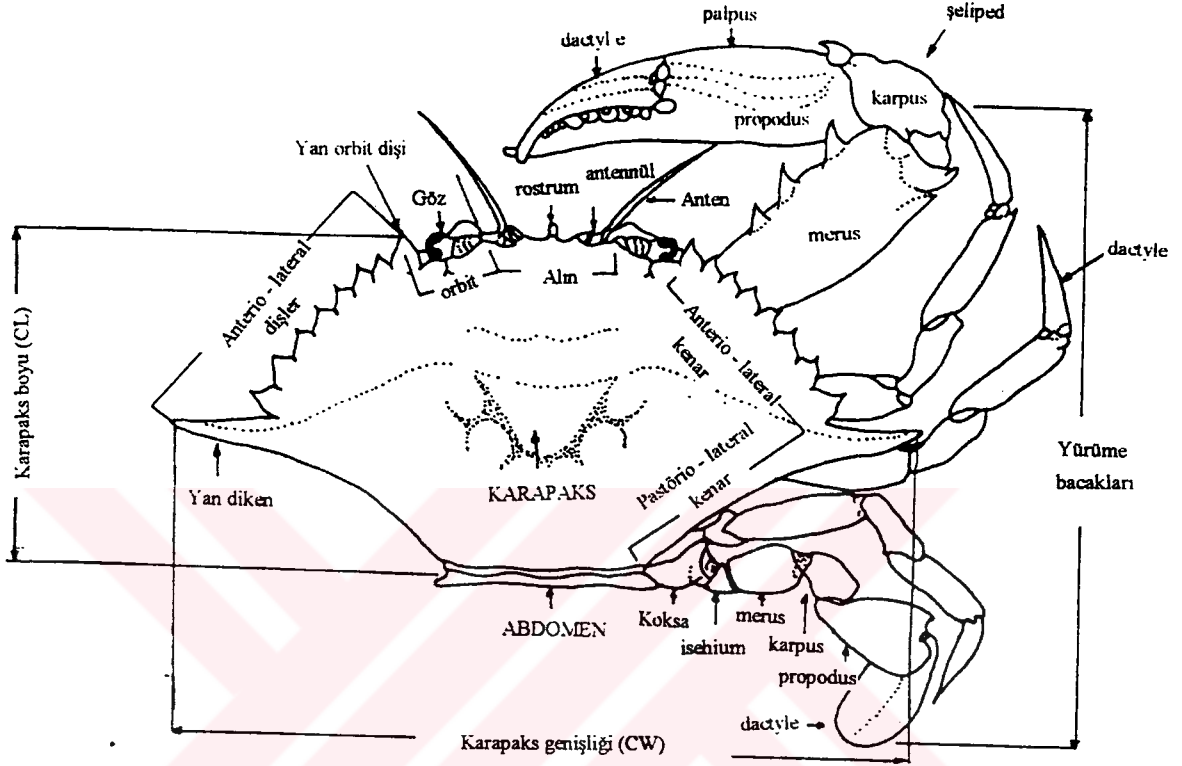 şeliped
palpus
dactyl e
karpus
propodus
Yan orbit dişi
antennül
rostrum
Göz
Anten
merus
dactyle
Anterio - lateral
dişler
orbit
Alın
Karapaks boyu (CL)
Anterio - lateral
kenar
Yürüme
bacakları
Pastörio - lateral
kenar
KARAPAKS
Yan diken
Koksa
merus
ABDOMEN
isehium
karpus
propodus
dactyle
Karapaks genişliği (CW)